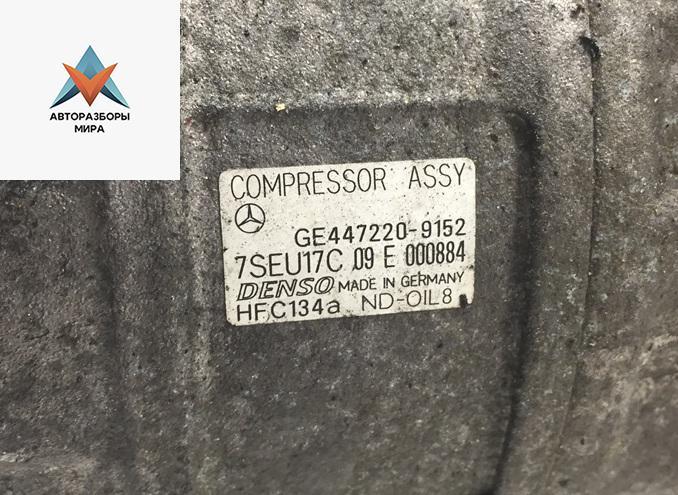 АВТОРАЗБОРЫ
МИРА
COMPRESSOR ASSY
GE447220-9152
7SEU17C 09 E 000884
DENSO MADE IN GERMANY
HFC134a ND-OIL8